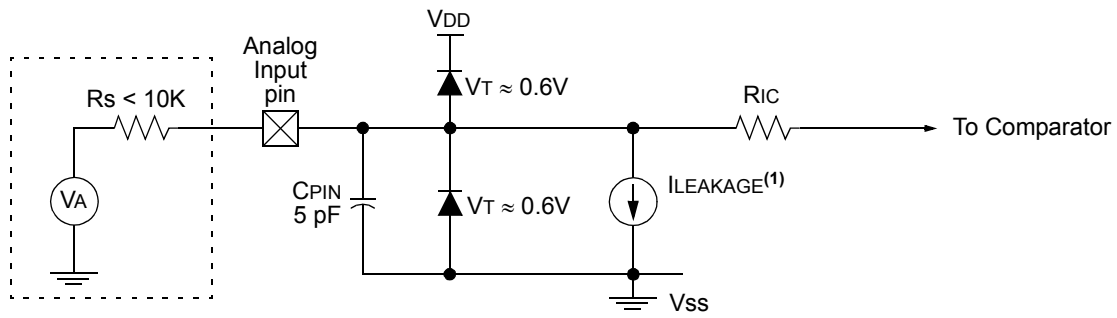 VDD
Analog
Input
pin
Rs < 10K
VT ≈ 0.6V
RIC
To Comparator
VA
CPIN
5 pF
VT ≈ 0.6V
ILEAKAGE(1)
Vss